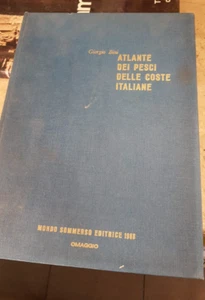 Giorgio Bini
ATLANTE
DEI PESCI
DELLE COSTE
ITALIANE
MONDO SOMMERSO EDITRICE 1968
OMAGGIO